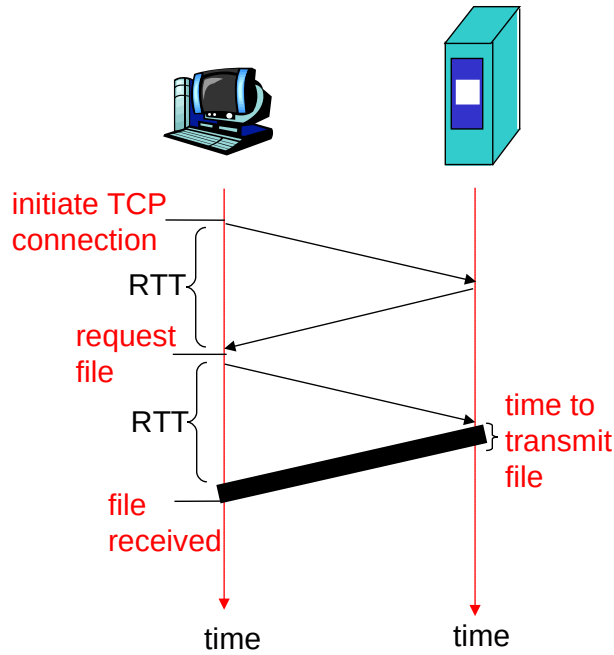 initiate TCP
connection
RTT
request
file
RTT
time to
transmit
file
file
received
time
time